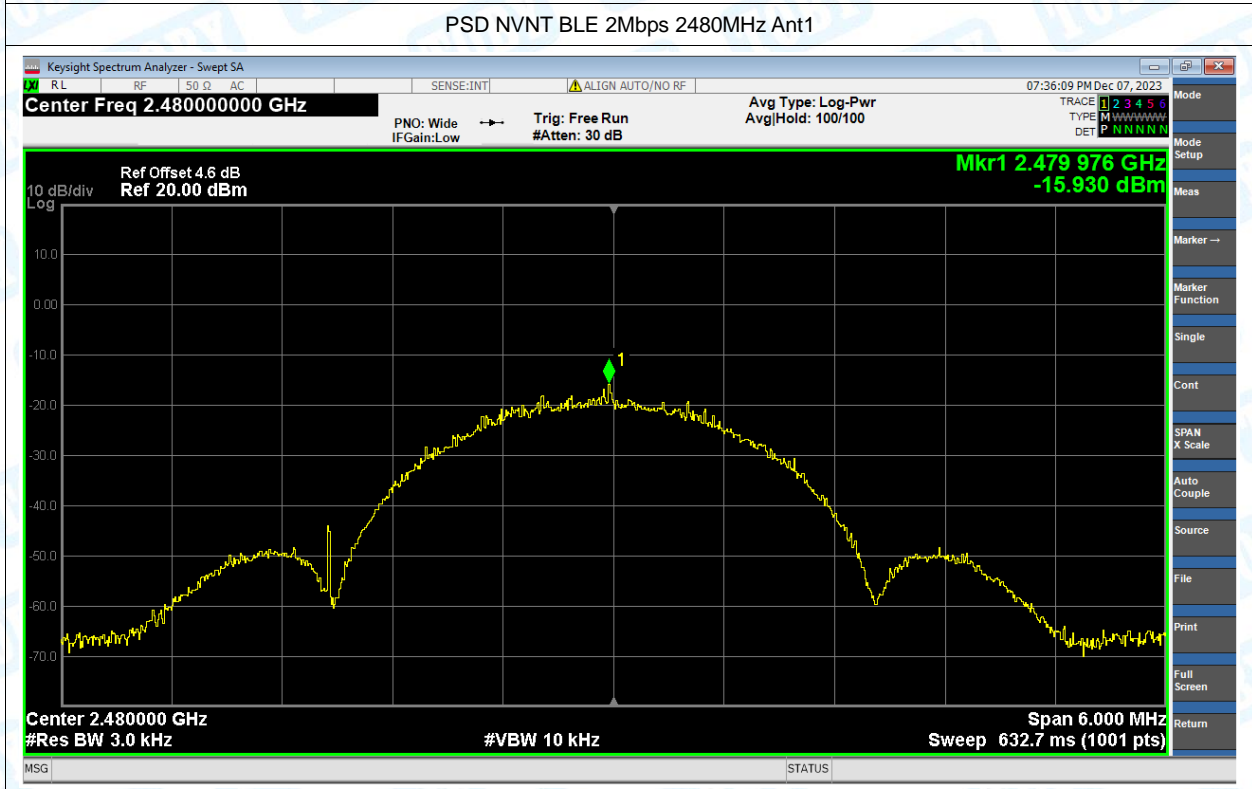 PSD NVNT BLE 2Mbps 2480MHz Ant1
Keysight Spectrum Analyzer - Swept SA
LXI RL RF 50 Ω AC SENSE:INT ALIGN AUTO/NO RF 07:36:09 PM Dec 07, 2023
Center Freq 2.480000000 GHz
PNO: Wide
IFGain:Low
Trig: Free Run
#Atten: 30 dB
Avg Type: Log-Pwr
Avg|Hold: 100/100
TRACE 1 2 3 4 5 6
TYPE M WWWWW
DET P N N N N N
Mkr1 2.479 976 GHz
-15.930 dBm
Ref Offset 4.6 dB
10 dB/div Ref 20.00 dBm
Log
10.0
0.00
-10.0
-20.0
-30.0
-40.0
-50.0
-60.0
-70.0
1
Center 2.480000 GHz Span 6.000 MHz
#Res BW 3.0 kHz #VBW 10 kHz Sweep 632.7 ms (1001 pts)
MSG STATUS
Mode
Mode
Setup
Meas
Marker →
Marker
Function
Single
Cont
SPAN
X Scale
Auto
Couple
Source
File
Print
Full
Screen
Return